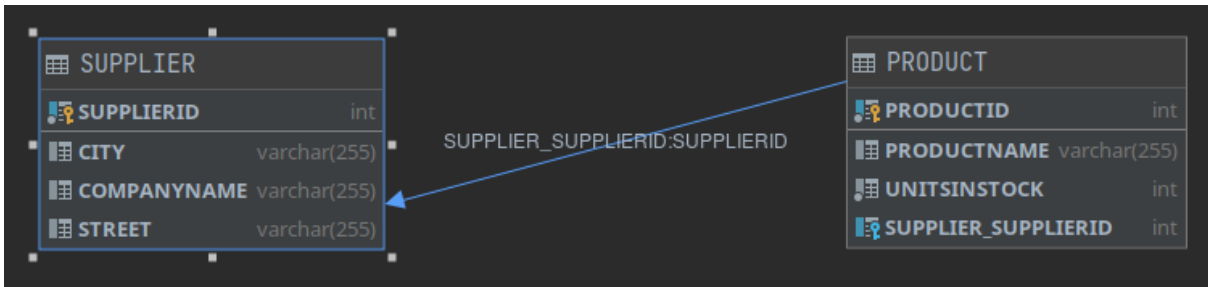 SUPPLIER
SUPPLIERID int
CITY varchar(255)
COMPANYNAME varchar(255)
STREET varchar(255)
SUPPLIER_SUPPLIERID:SUPPLIERID
PRODUCT
PRODUCTID int
PRODUCTNAME varchar(255)
UNITSINSTOCK int
SUPPLIER_SUPPLIERID int